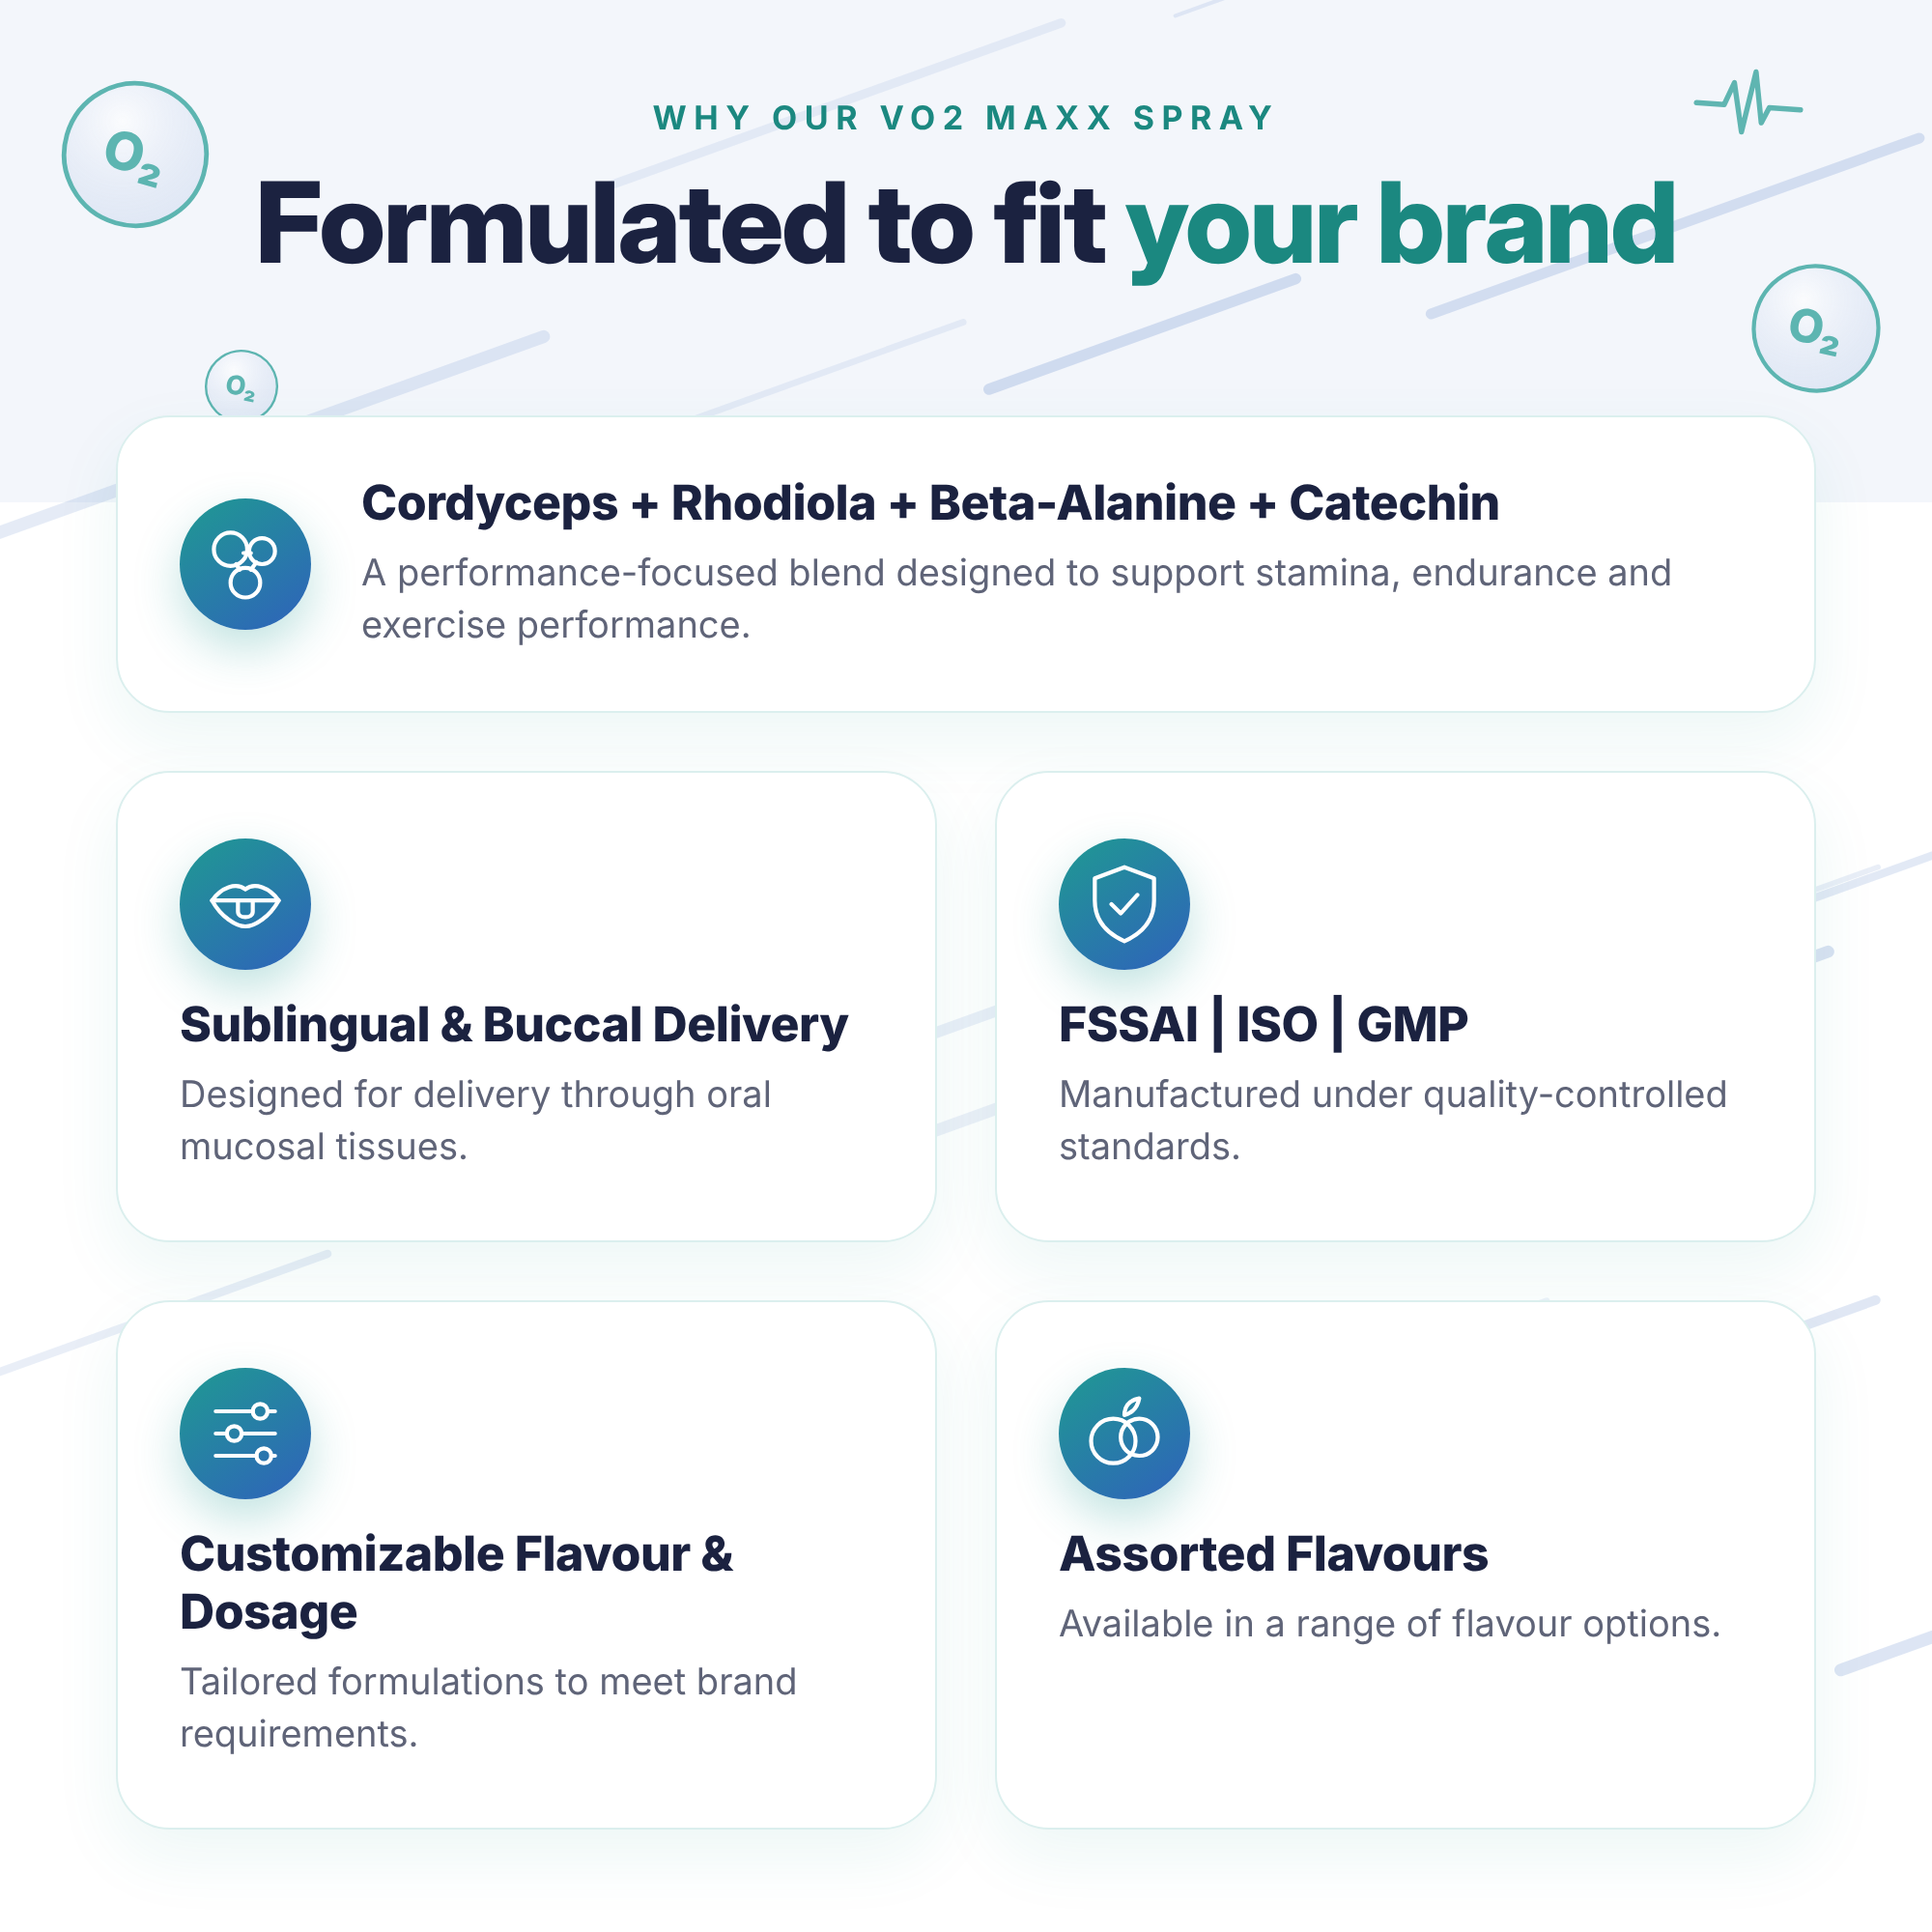 WHY OUR VO2 MAXX SPRAY
O₂
Formulated to fit your brand
O₂
O₂
Cordyceps + Rhodiola + Beta-Alanine + Catechin
A performance-focused blend designed to support stamina, endurance and
exercise performance.
Sublingual & Buccal Delivery
Designed for delivery through oral
mucosal tissues.
FSSAI | ISO | GMP
Manufactured under quality-controlled
standards.
Customizable Flavour &
Dosage
Tailored formulations to meet brand
requirements.
Assorted Flavours
Available in a range of flavour options.